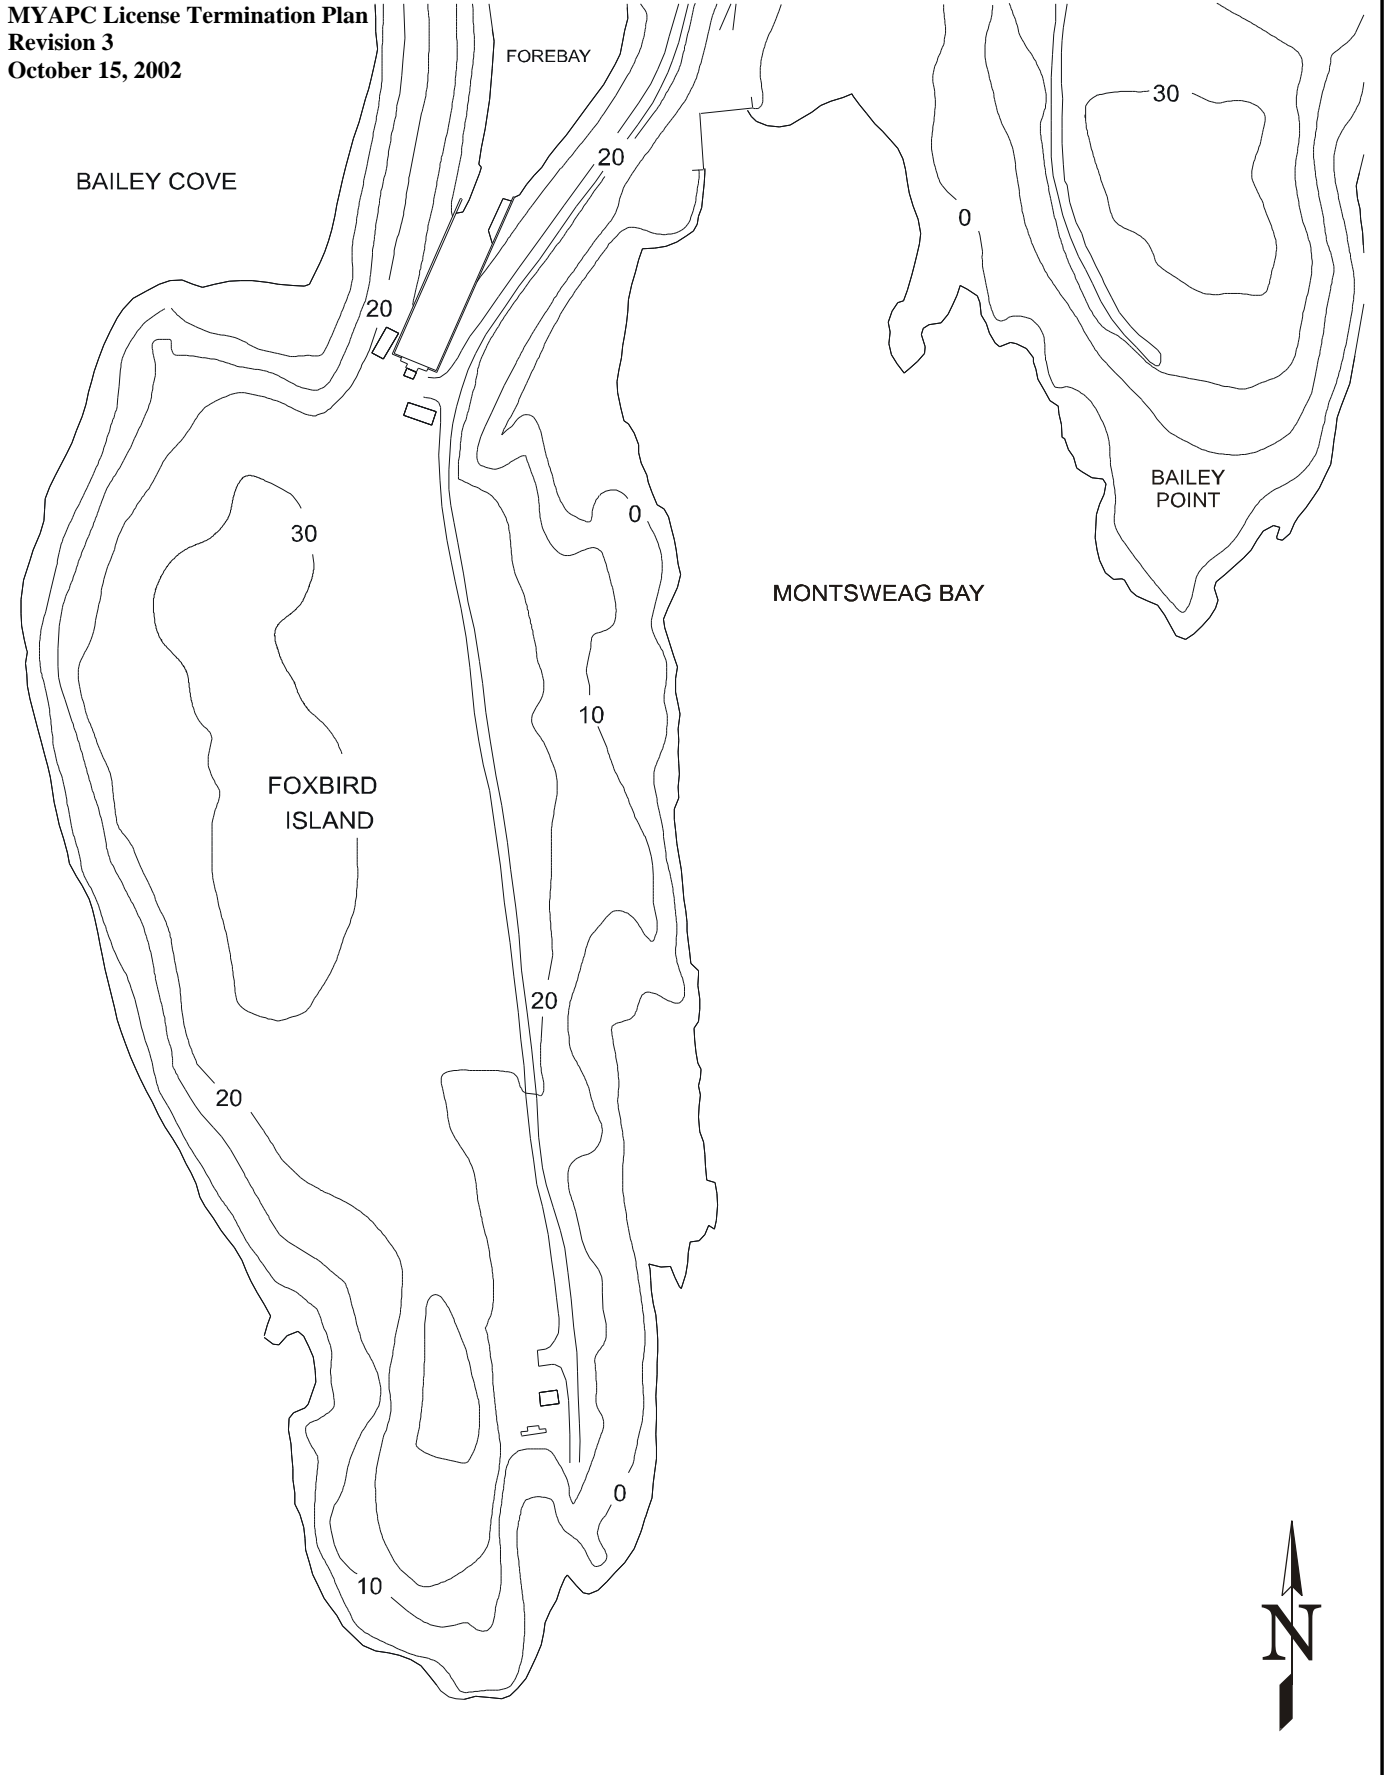 MYAPC License Termination Plan
Revision 3
October 15, 2002
FOREBAY
30
20
BAILEY COVE
0
20
BAILEY
POINT
30
0
MONTSWEAG BAY
10
FOXBIRD
ISLAND
20
20
0
10
N